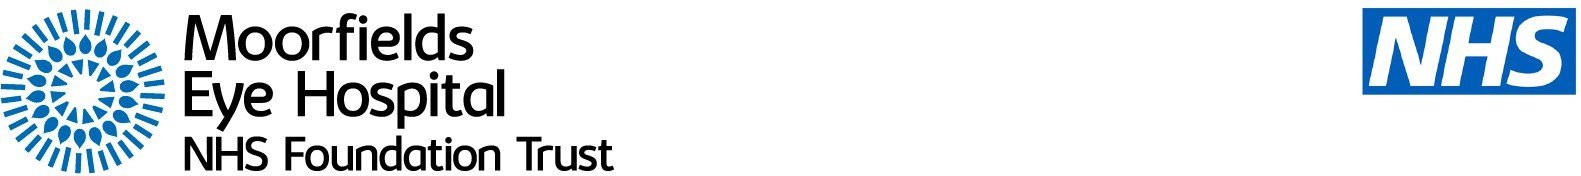 Moorfields
Eye Hospital
NHS Foundation Trust
NHS